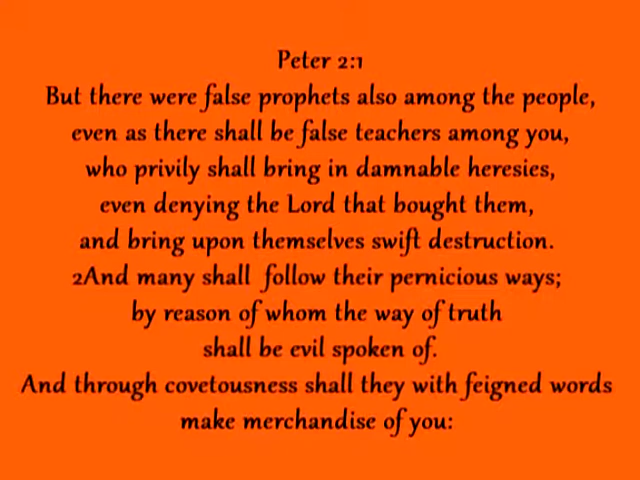 Peter 2:1
But there were false prophets also among the people,
even as there shall be false teachers among you,
who privily shall bring in damnable heresies,
even denying the Lord that bought them,
and bring upon themselves swift destruction.
2And many shall follow their pernicious ways;
by reason of whom the way of truth
shall be evil spoken of.
And through covetousness shall they with feigned words
make merchandise of you: